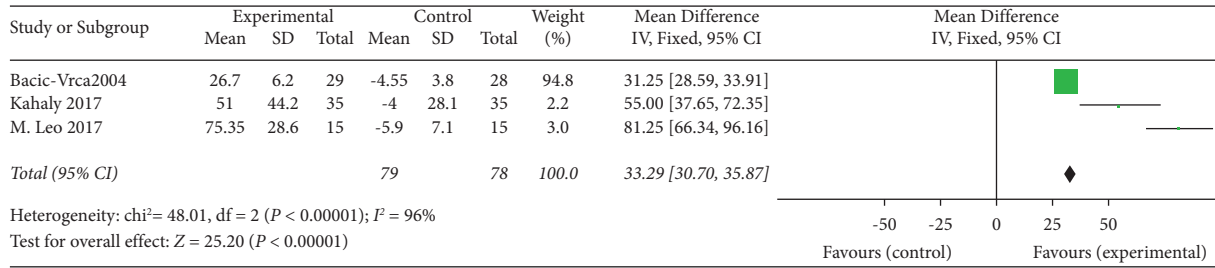 Study or Subgroup Experimental Control Weight Mean Difference Mean Difference
Mean SD Total Mean SD Total (%) IV, Fixed, 95% CI IV, Fixed, 95% CI
Bacic-Vrca2004 26.7 6.2 29 -4.55 3.8 28 94.8 31.25 [28.59, 33.91]
Kahaly 2017 51 44.2 35 -4 28.1 35 2.2 55.00 [37.65, 72.35]
M. Leo 2017 75.35 28.6 15 -5.9 7.1 15 3.0 81.25 [66.34, 96.16]
Total (95% CI) 79 78 100.0 33.29 [30.70, 35.87]
Heterogeneity: chi²= 48.01, df = 2 (P < 0.00001); I² = 96%
Test for overall effect: Z = 25.20 (P < 0.00001)
-50 -25 0 25 50
Favours (control) Favours (experimental)